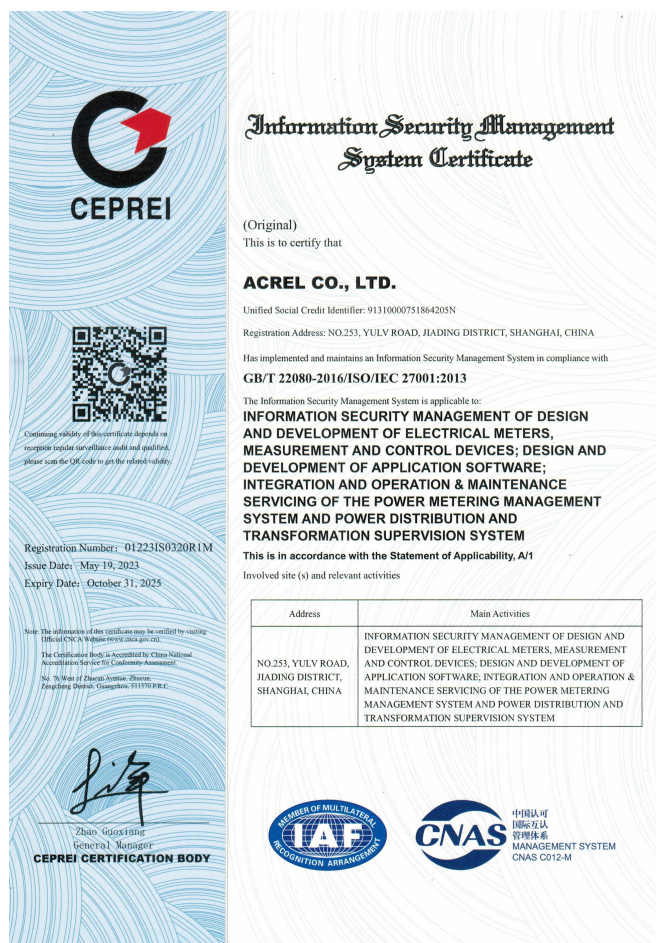 CEPREI
Information Security Management
System Certificate
(Original)
This is to certify that
ACREL CO., LTD.
Unified Social Credit Identifier: 91310000751864205N
Registration Address: NO.253, YULV ROAD, JIADING DISTRICT, SHANGHAI, CHINA
Has implemented and maintains an Information Security Management System in compliance with
GB/T 22080-2016/ISO/IEC 27001:2013
The Information Security Management System is applicable to:
INFORMATION SECURITY MANAGEMENT OF DESIGN
AND DEVELOPMENT OF ELECTRICAL METERS,
MEASUREMENT AND CONTROL DEVICES; DESIGN AND
DEVELOPMENT OF APPLICATION SOFTWARE;
INTEGRATION AND OPERATION & MAINTENANCE
SERVICING OF THE POWER METERING MANAGEMENT
SYSTEM AND POWER DISTRIBUTION AND
TRANSFORMATION SUPERVISION SYSTEM
This is in accordance with the Statement of Applicability, A/1
Involved site (s) and relevant activities
Address
Main Activities
NO.253, YULV ROAD,
JIADING DISTRICT,
SHANGHAI, CHINA
INFORMATION SECURITY MANAGEMENT OF DESIGN AND
DEVELOPMENT OF ELECTRICAL METERS, MEASUREMENT
AND CONTROL DEVICES; DESIGN AND DEVELOPMENT OF
APPLICATION SOFTWARE; INTEGRATION AND OPERATION &
MAINTENANCE SERVICING OF THE POWER METERING
MANAGEMENT SYSTEM AND POWER DISTRIBUTION AND
TRANSFORMATION SUPERVISION SYSTEM
Continuing validity of this certificate depends on
reception regular surveillance audit and qualified,
please scan the QR code to get the related validity.
Registration Number: 01223IS0320R1M
Issue Date: May 19, 2023
Expiry Date: October 31, 2025
Note: The information of this certificate may be verified by visiting
Official CNCA Website (www.cnca.gov.cn).
The Certification Body is Accredited by China National
Accreditation Service for Conformity Assessment.
No. 76 West of Zhucun Avenue, Zhucun,
Zengcheng District, Guangzhou, 511370 P.R.C
Zhao Guoxiang
General Manager
CEPREI CERTIFICATION BODY
MEMBER OF MULTILATERAL
IAF
RECOGNITION ARRANGEMENT
CNAS
中国认可
国际互认
管理体系
MANAGEMENT SYSTEM
CNAS C012-M